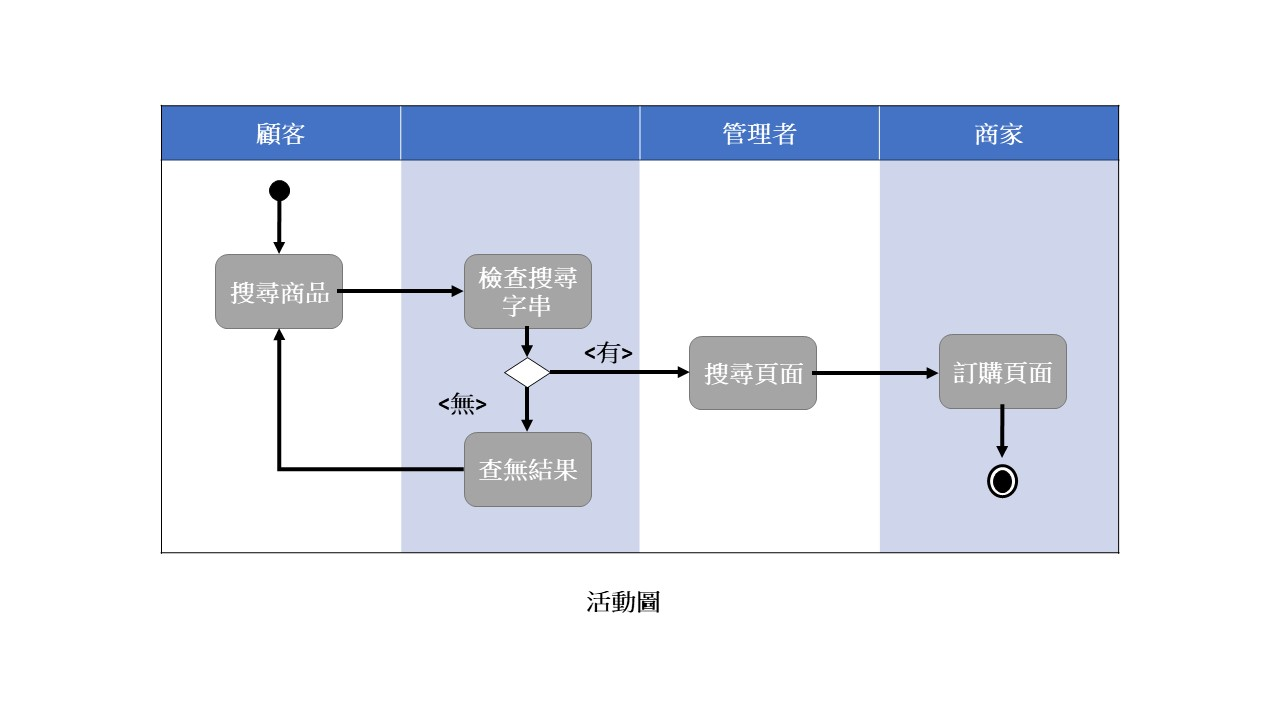 顧客
管理者
商家
搜尋商品
檢查搜尋
字串
<有>
搜尋頁面
訂購頁面
<無>
查無結果
活動圖